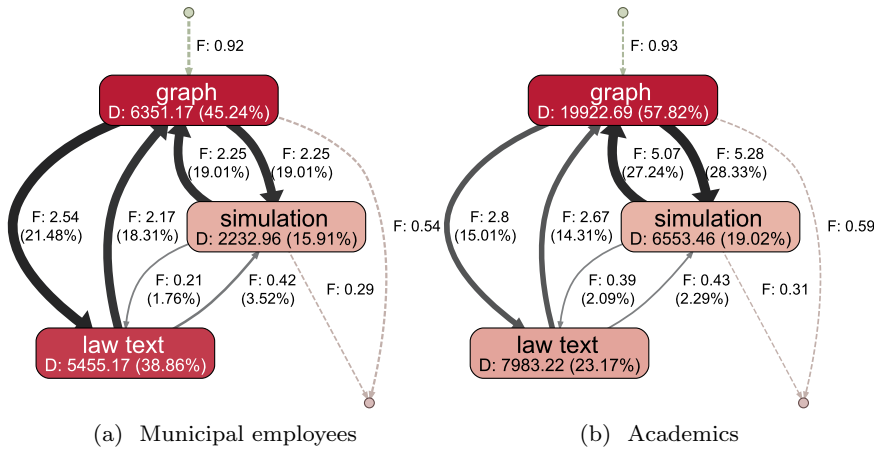 F: 0.92
graph
D: 6351.17 (45.24%)
F: 2.25
(19.01%)
F: 2.25
(19.01%)
F: 2.54
(21.48%)
F: 2.17
(18.31%)
simulation
D: 2232.96 (15.91%)
F: 0.54
F: 0.21
(1.76%)
F: 0.42
(3.52%)
F: 0.29
law text
D: 5455.17 (38.86%)
(a) Municipal employees
F: 0.93
graph
D: 19922.69 (57.82%)
F: 5.07
(27.24%)
F: 5.28
(28.33%)
F: 2.8
(15.01%)
F: 2.67
(14.31%)
simulation
D: 6553.46 (19.02%)
F: 0.59
F: 0.39
(2.09%)
F: 0.43
(2.29%)
F: 0.31
law text
D: 7983.22 (23.17%)
(b) Academics